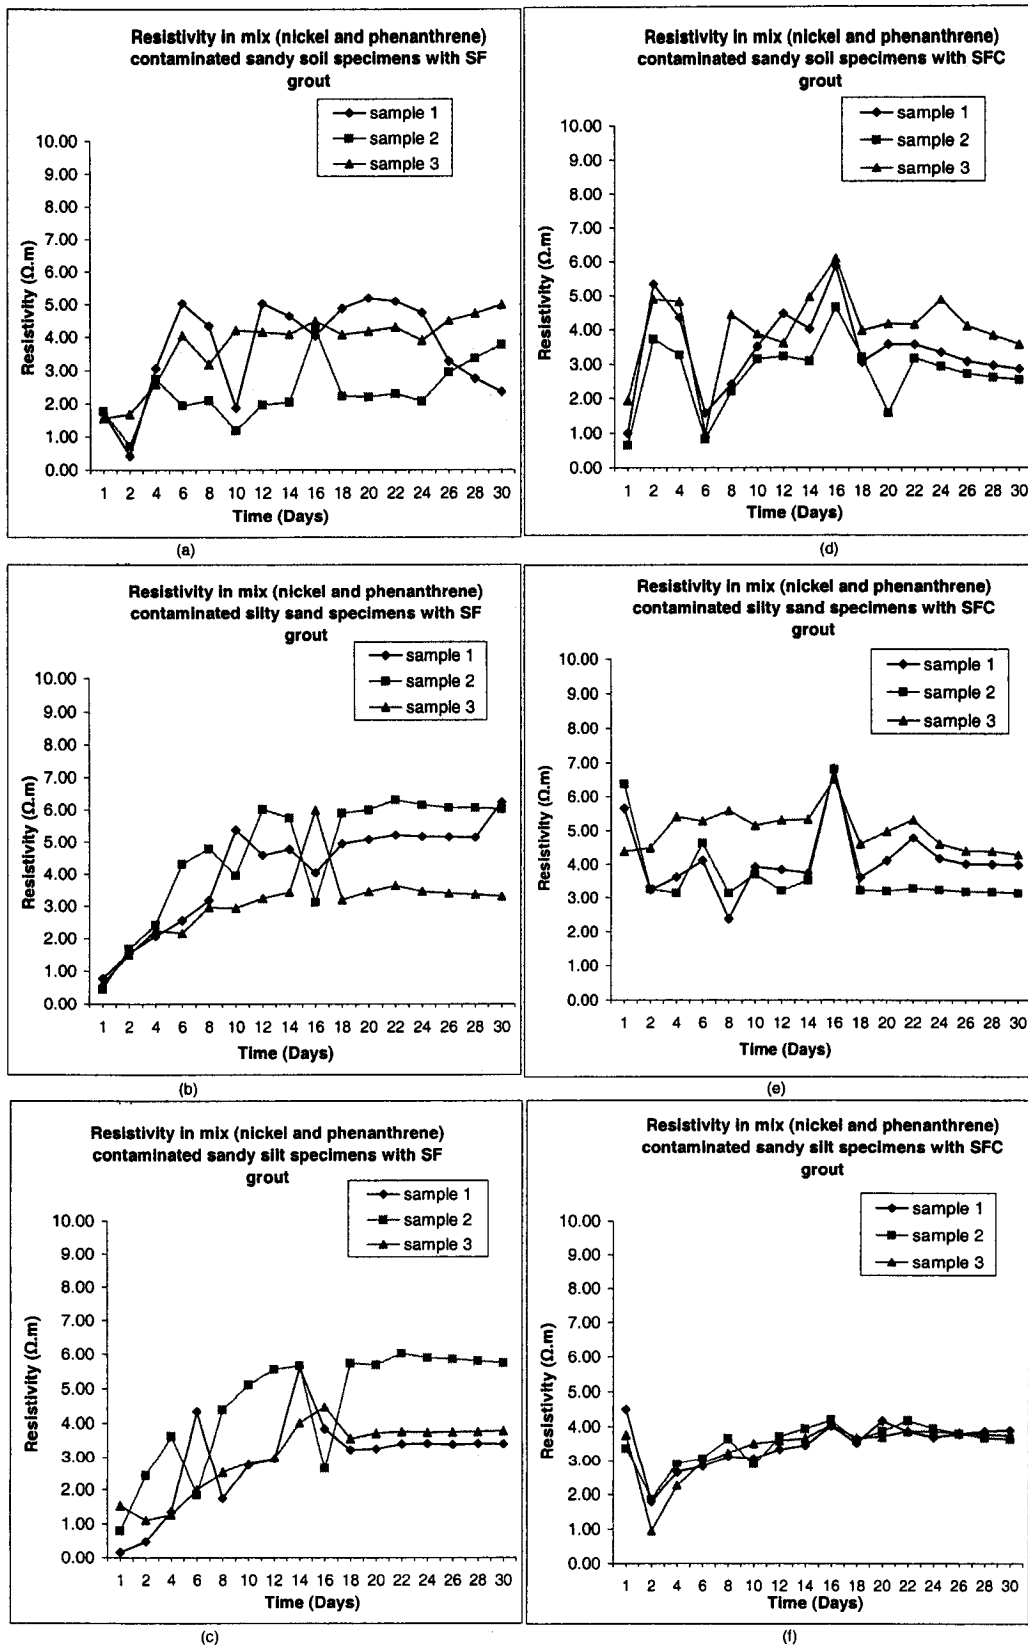 Resistivity in mix (nickel and phenanthrene)
contaminated sandy soil specimens with SF
grout
sample 1
sample 2
sample 3
10.00
9.00
8.00
7.00
6.00
5.00
4.00
3.00
2.00
1.00
0.00
Resistivity (Ω.m)
1 2 4 6 8 10 12 14 16 18 20 22 24 26 28 30
Time (Days)
(a)
Resistivity in mix (nickel and phenanthrene)
contaminated sandy soil specimens with SFC
grout
sample 1
sample 2
sample 3
10.00
9.00
8.00
7.00
6.00
5.00
4.00
3.00
2.00
1.00
0.00
Resistivity (Ω.m)
1 2 4 6 8 10 12 14 16 18 20 22 24 26 28 30
Time (Days)
(d)
Resistivity in mix (nickel and phenanthrene)
contaminated silty sand specimens with SF
grout
sample 1
sample 2
sample 3
10.00
9.00
8.00
7.00
6.00
5.00
4.00
3.00
2.00
1.00
0.00
Resistivity (Ω.m)
1 2 4 6 8 10 12 14 16 18 20 22 24 26 28 30
Time (Days)
(b)
Resistivity in mix (nickel and phenanthrene)
contaminated silty sand specimens with SFC
grout
sample 1
sample 2
sample 3
10.00
9.00
8.00
7.00
6.00
5.00
4.00
3.00
2.00
1.00
0.00
Resistivity (Ω.m)
1 2 4 6 8 10 12 14 16 18 20 22 24 26 28 30
Time (Days)
(e)
Resistivity in mix (nickel and phenanthrene)
contaminated sandy silt specimens with SF
grout
sample 1
sample 2
sample 3
10.00
9.00
8.00
7.00
6.00
5.00
4.00
3.00
2.00
1.00
0.00
Resistivity (Ω.m)
1 2 4 6 8 10 12 14 16 18 20 22 24 26 28 30
Time (Days)
(c)
Resistivity in mix (nickel and phenanthrene)
contaminated sandy silt specimens with SFC
grout
sample 1
sample 2
sample 3
10.00
9.00
8.00
7.00
6.00
5.00
4.00
3.00
2.00
1.00
0.00
Resistivity (Ω.m)
1 2 4 6 8 10 12 14 16 18 20 22 24 26 28 30
Time (Days)
(f)